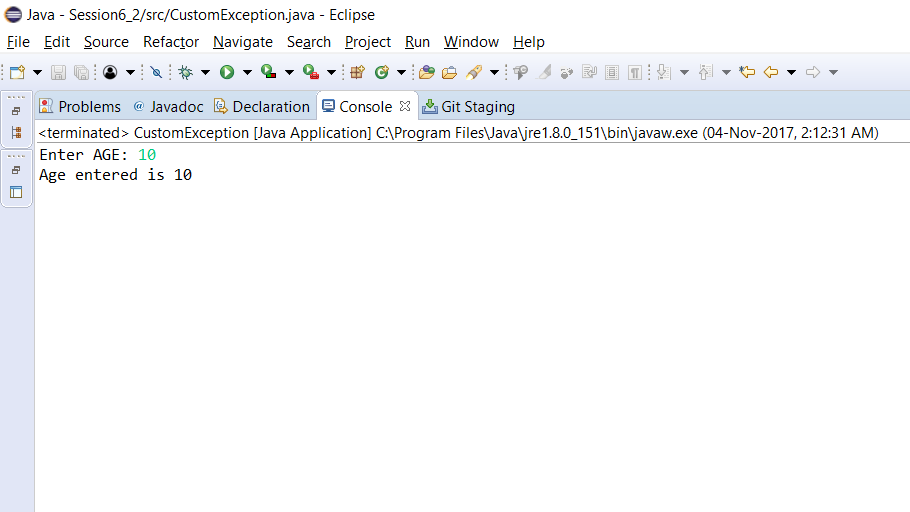 Java - Session6_2/src/CustomException.java - Eclipse
File Edit Source Refactor Navigate Search Project Run Window Help
Problems @ Javadoc Declaration Console Git Staging
<terminated> CustomException [Java Application] C:\Program Files\Java\jre1.8.0_151\bin\javaw.exe (04-Nov-2017, 2:12:31 AM)
Enter AGE: 10
Age entered is 10